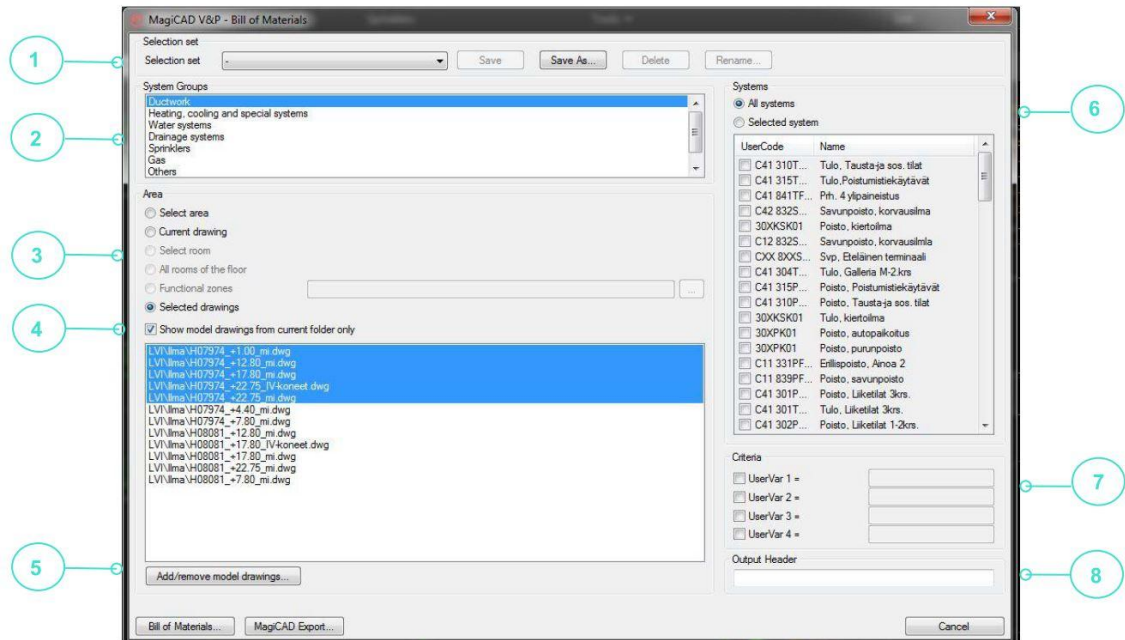 MagiCAD V&P - Bill of Materials
Selection set
Selection set
-
Save
Save As...
Delete
Rename...
1
System Groups
Ductwork
Heating, cooling and special systems
Water systems
Drainage systems
Sprinklers
Gas
Others
2
Area
Select area
Current drawing
Select room
All rooms of the floor
Functional zones
...
Selected drawings
3
Show model drawings from current folder only
4
LVI\Ilma\H07974_+1.00_mi.dwg
LVI\Ilma\H07974_+12.80_mi.dwg
LVI\Ilma\H07974_+17.80_mi.dwg
LVI\Ilma\H07974_+22.75_IV-koneet.dwg
LVI\Ilma\H07974_+22.75_mi.dwg
LVI\Ilma\H07974_+4.40_mi.dwg
LVI\Ilma\H07974_+7.80_mi.dwg
LVI\Ilma\H08081_+12.80_mi.dwg
LVI\Ilma\H08081_+17.80_IV-koneet.dwg
LVI\Ilma\H08081_+17.80_mi.dwg
LVI\Ilma\H08081_+22.75_mi.dwg
LVI\Ilma\H08081_+7.80_mi.dwg
5
Add/remove model drawings...
Bill of Materials...
MagiCAD Export...
Systems
All systems
Selected system
6
UserCode Name
C41 310T... Tulo, Tausta-ja sos. tilat
C41 315T... Tulo,Poistumistiekäytävät
C41 841TF... Prh. 4 ylipaineistus
C42 832S... Savunpoisto, korvausilma
30XKSK01 Poisto, kiertoilma
C12 832S... Savunpoisto, korvausilmla
CXX 8XXS... Svp, Eteläinen terminaali
C41 304T... Tulo, Galleria M-2.krs
C41 315P... Poisto, Poistumistiekäytävät
C41 310P... Poisto, Tausta-ja sos. tilat
30XKSK01 Tulo, kiertoilma
30XPK01 Poisto, autopaikoitus
30XPK01 Poisto, purunpoisto
C11 331PF... Erillispoisto, Ainoa 2
C11 839PF... Poisto, savunpoisto
C41 301P... Poisto, Liiketilat 3krs.
C41 301T... Tulo, Liiketilat 3krs.
C41 302P... Poisto, Liiketilat 1-2krs.
Criteria
UserVar 1 =
UserVar 2 =
UserVar 3 =
UserVar 4 =
7
Output Header
8
Cancel